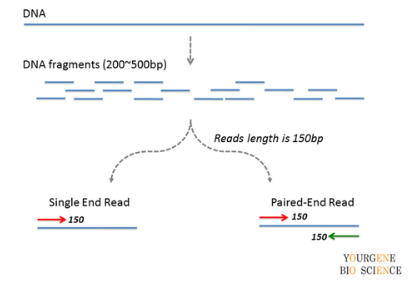 DNA
DNA fragments (200~500bp)
Reads length is 150bp
Single End Read
Paired-End Read
150
150
150
YOURGENE
BIO SCIENCE